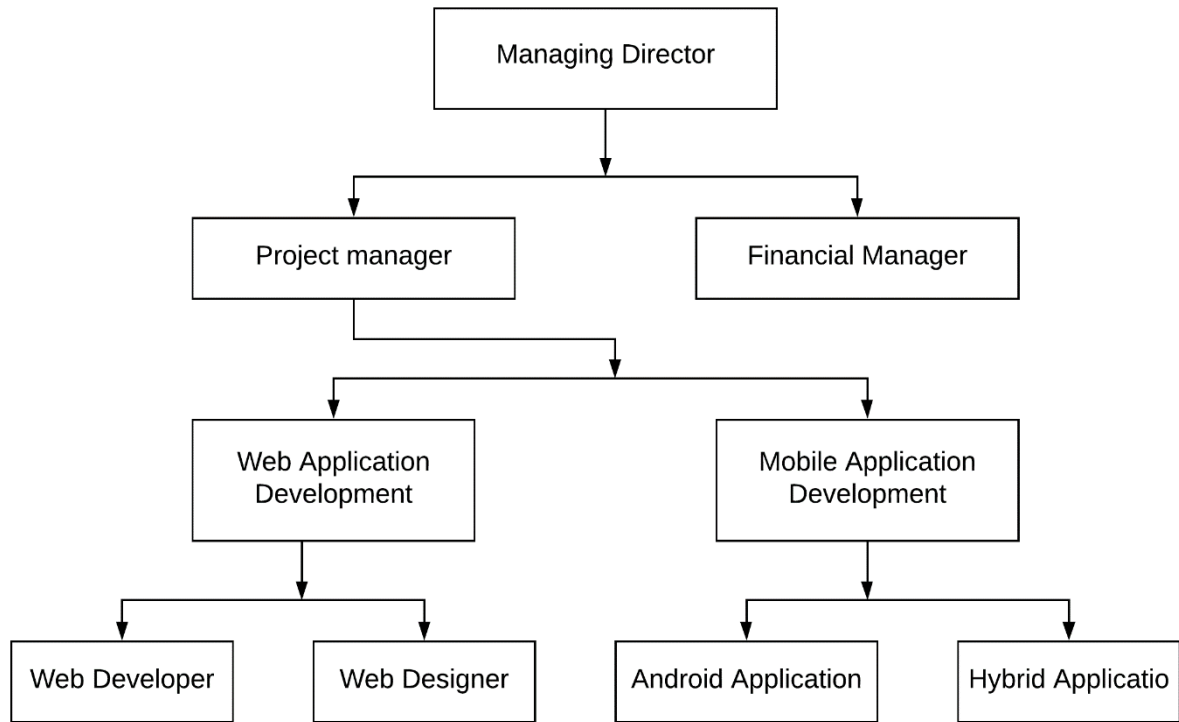 Managing Director
Project manager
Financial Manager
Web Application
Development
Mobile Application
Development
Web Developer
Web Designer
Android Application
Hybrid Applicatio